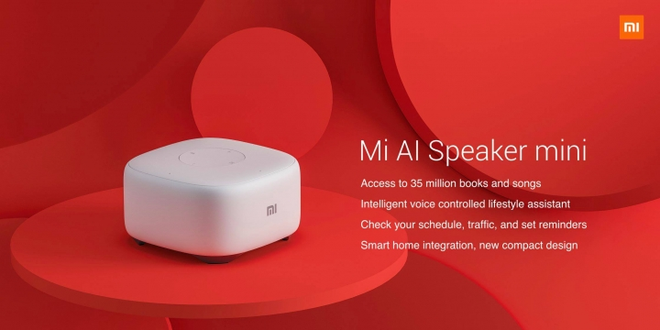 mi
Mi AI Speaker mini
Access to 35 million books and songs
Intelligent voice controlled lifestyle assistant
Check your schedule, traffic, and set reminders
Smart home integration, new compact design
mi